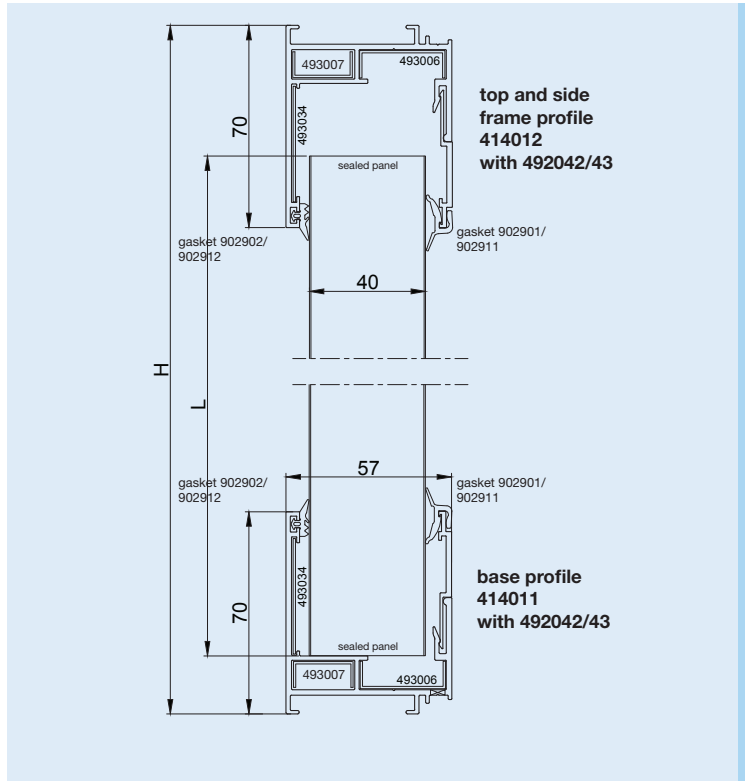 493007
493006
70
493034
top and side
frame profile
414012
with 492042/43
sealed panel
gasket 902902/
902912
gasket 902901/
902911
40
H
L
57
gasket 902902/
902912
gasket 902901/
902911
70
493034
base profile
414011
with 492042/43
sealed panel
493007
493006